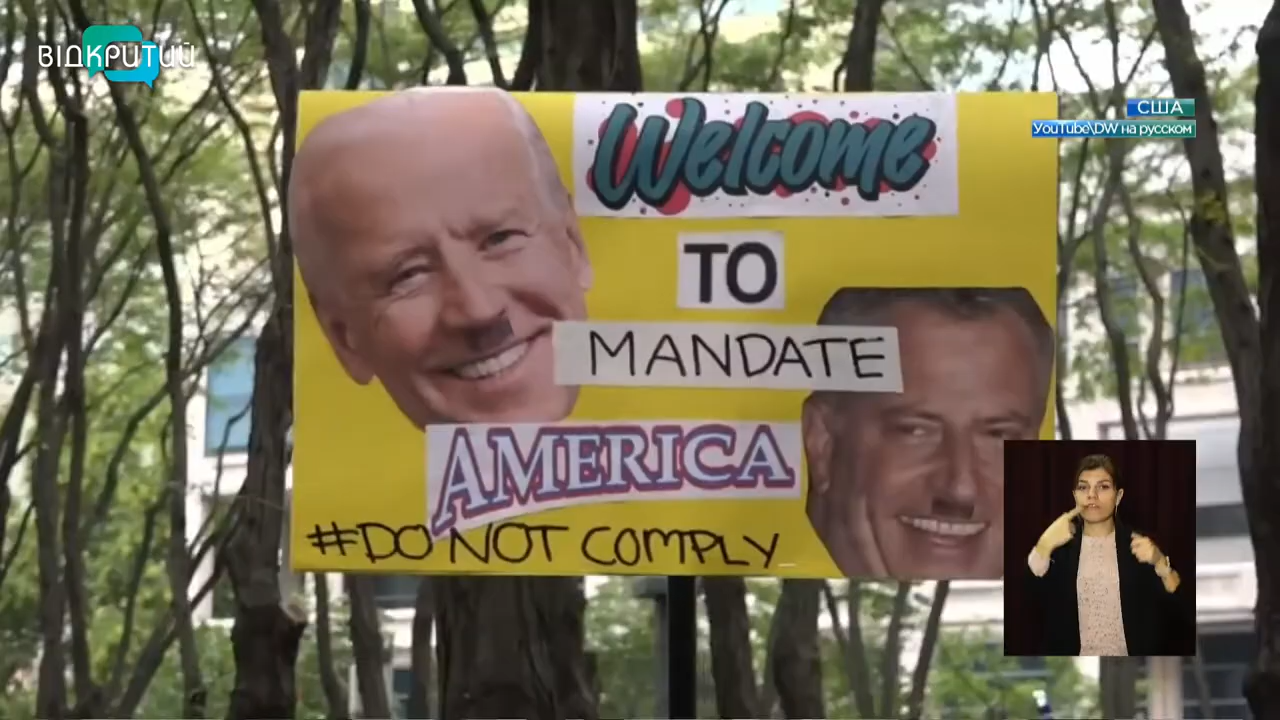 ВІДКРИТИЙ
США
YouTube\DW на русском
Welcome
TO
MANDATE
AMERICA
#DO NOT COMPLY